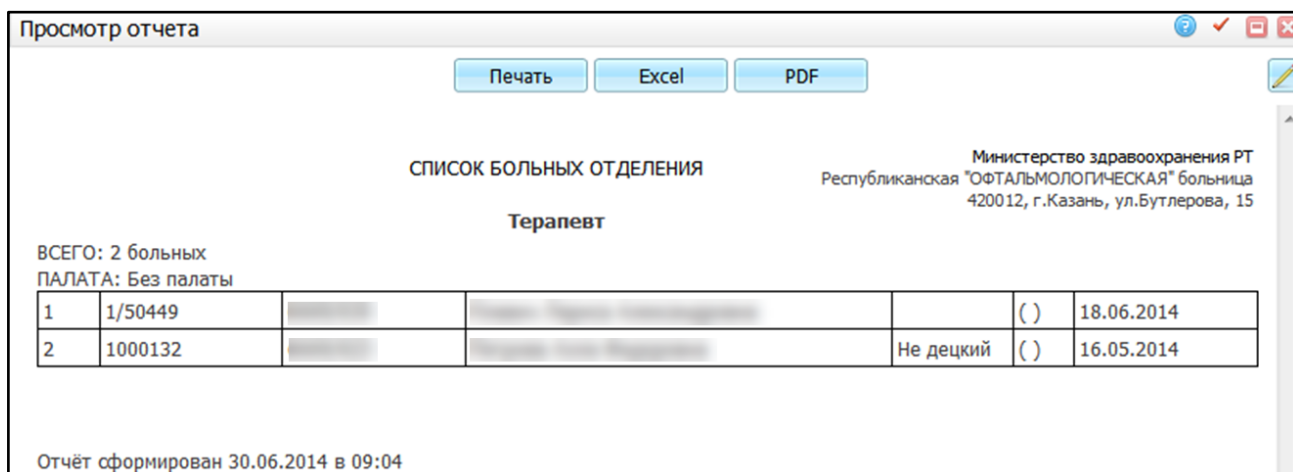 Просмотр отчета
Печать Excel PDF
СПИСОК БОЛЬНЫХ ОТДЕЛЕНИЯ
Министерство здравоохранения РТ
Республиканская "ОФТАЛЬМОЛОГИЧЕСКАЯ" больница
420012, г.Казань, ул.Бутлерова, 15
Терапевт
ВСЕГО: 2 больных
ПАЛАТА: Без палаты
1 1/50449 ( ) 18.06.2014
2 1000132 Не децкий ( ) 16.05.2014
Отчёт сформирован 30.06.2014 в 09:04